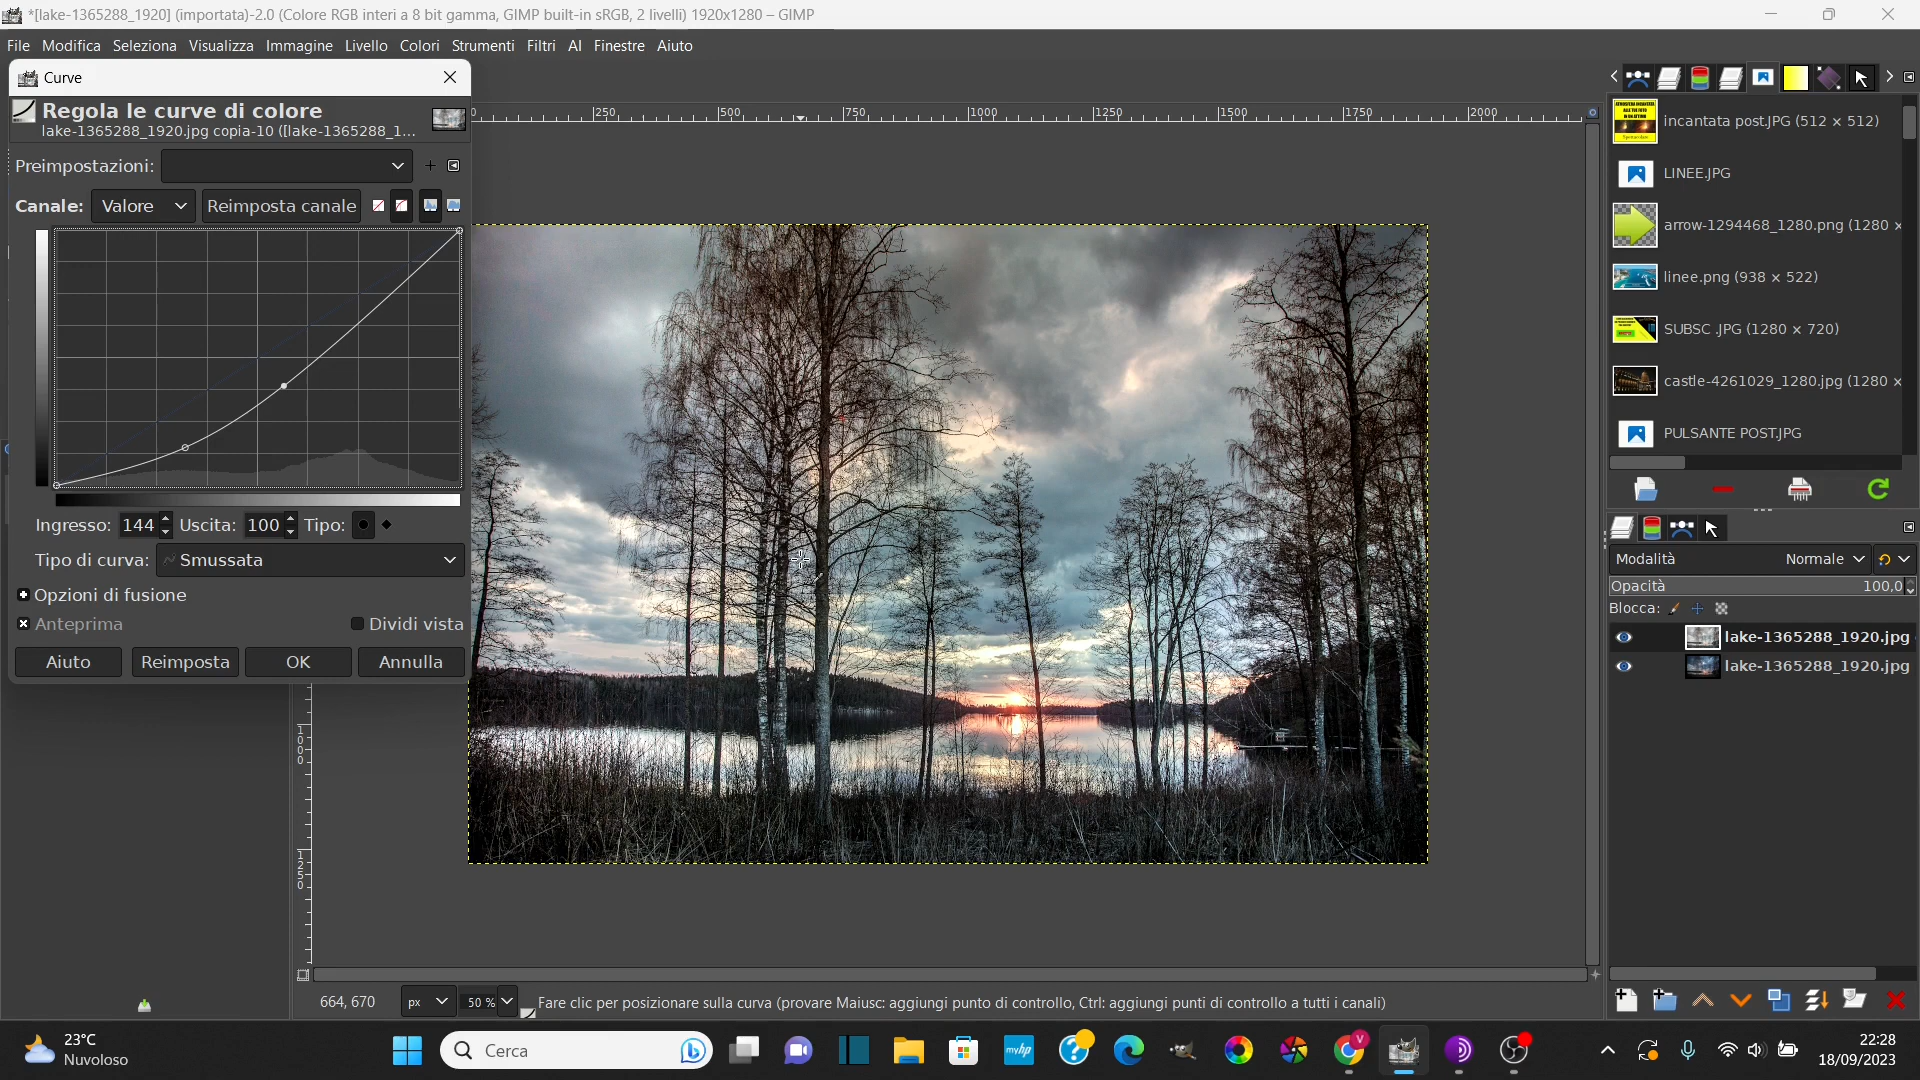 *[lake-1365288_1920] (importata)-2.0 (Colore RGB interi a 8 bit gamma, GIMP built-in sRGB, 2 livelli) 1920x1280 – GIMP
File Modifica Seleziona Visualizza Immagine Livello Colori Strumenti Filtri AI Finestre Aiuto
Curve
Regola le curve di colore
lake-1365288_1920.jpg copia-10 ([lake-1365288_1...
Preimpostazioni:
Canale: Valore Reimposta canale
Ingresso: 144 Uscita: 100 Tipo:
Tipo di curva: Smussata
Opzioni di fusione
Anteprima Dividi vista
Aiuto Reimposta OK Annulla
250 500 750 1000 1250 1500 1750 2000
1000
1250
incantata post.JPG (512 × 512)
LINEE.JPG
arrow-1294468_1280.png (1280 ×
linee.png (938 × 522)
SUBSC .JPG (1280 × 720)
castle-4261029_1280.jpg (1280 ×
PULSANTE POST.JPG
Modalità Normale
Opacità 100,0
Blocca:
lake-1365288_1920.jpg
lake-1365288_1920.jpg
664, 670 px 50 % Fare clic per posizionare sulla curva (provare Maiusc: aggiungi punto di controllo, Ctrl: aggiungi punti di controllo a tutti i canali)
23°C
Nuvoloso
Cerca
myhp
V
22:28
18/09/2023